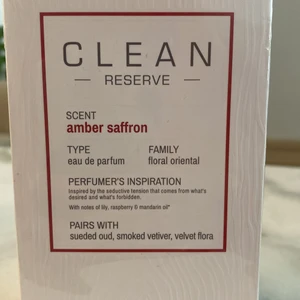 CLEAN
RESERVE
SCENT
amber saffron
TYPE FAMILY
eau de parfum floral oriental
PERFUMER'S INSPIRATION
Inspired by the seductive tension that comes from what's
desired and what's forbidden.
With notes of lily, raspberry & mandarin oil*
PAIRS WITH
sueded oud, smoked vetiver, velvet flora